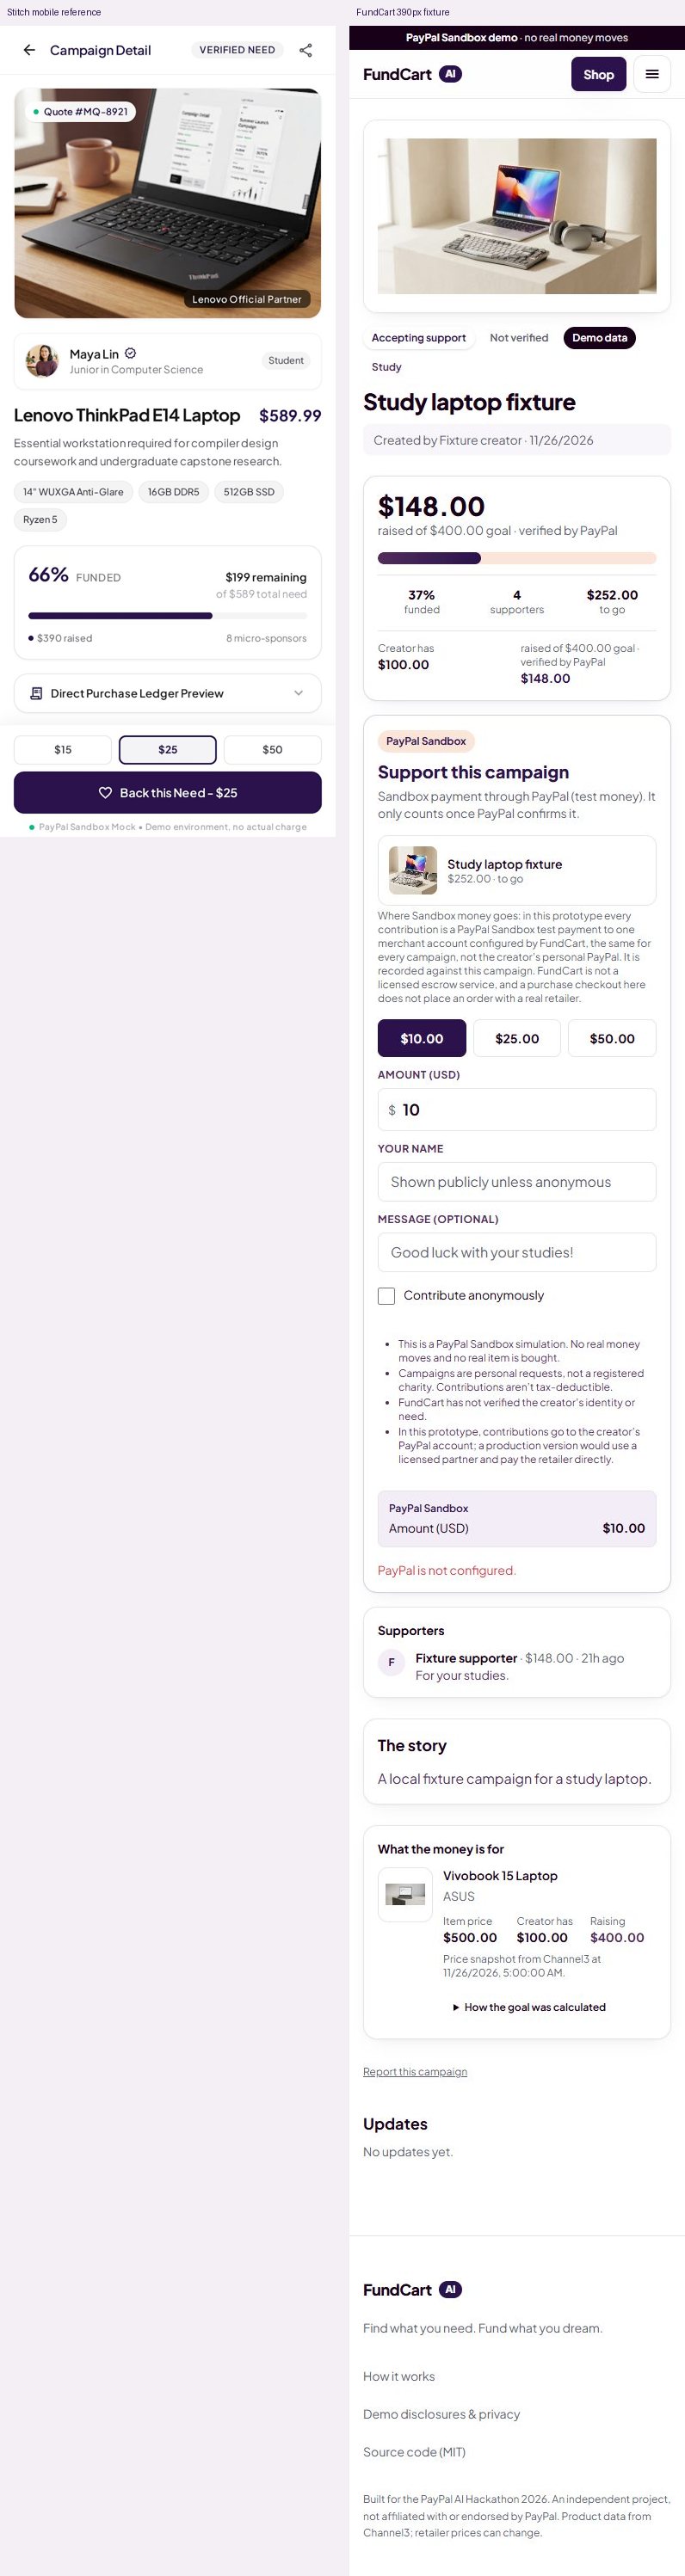 Stitch mobile reference
Campaign Detail
VERIFIED NEED
Quote #MQ-8921
ThinkPad
Lenovo Official Partner
Maya Lin
Junior in Computer Science
Student
Lenovo ThinkPad E14 Laptop
$589.99
Essential workstation required for compiler design
coursework and undergraduate capstone research.
14" WUXGA Anti-Glare
16GB DDR5
512GB SSD
Ryzen 5
66% FUNDED
$199 remaining
of $589 total need
$390 raised
8 micro-sponsors
Direct Purchase Ledger Preview
$15
$25
$50
Back this Need - $25
PayPal Sandbox Mock • Demo environment, no actual charge
FundCart 390px fixture
PayPal Sandbox demo · no real money moves
FundCart AI
Shop
Accepting support
Not verified
Demo data
Study
Study laptop fixture
Created by Fixture creator · 11/26/2026
$148.00
raised of $400.00 goal · verified by PayPal
37%
funded
4
supporters
$252.00
to go
Creator has
$100.00
raised of $400.00 goal ·
verified by PayPal
$148.00
PayPal Sandbox
Support this campaign
Sandbox payment through PayPal (test money). It
only counts once PayPal confirms it.
Study laptop fixture
$252.00 · to go
Where Sandbox money goes: in this prototype every
contribution is a PayPal Sandbox test payment to one
merchant account configured by FundCart, the same for
every campaign, not the creator's personal PayPal. It is
recorded against this campaign. FundCart is not a
licensed escrow service, and a purchase checkout here
does not place an order with a real retailer.
$10.00
$25.00
$50.00
AMOUNT (USD)
$ 10
YOUR NAME
Shown publicly unless anonymous
MESSAGE (OPTIONAL)
Good luck with your studies!
Contribute anonymously
• This is a PayPal Sandbox simulation. No real money
moves and no real item is bought.
• Campaigns are personal requests, not a registered
charity. Contributions aren't tax-deductible.
• FundCart has not verified the creator's identity or
need.
• In this prototype, contributions go to the creator's
PayPal account; a production version would use a
licensed partner and pay the retailer directly.
PayPal Sandbox
Amount (USD)
$10.00
PayPal is not configured.
Supporters
F
Fixture supporter · $148.00 · 21h ago
For your studies.
The story
A local fixture campaign for a study laptop.
What the money is for
Vivobook 15 Laptop
ASUS
Item price
$500.00
Creator has
$100.00
Raising
$400.00
Price snapshot from Channel3 at
11/26/2026, 5:00:00 AM.
How the goal was calculated
Report this campaign
Updates
No updates yet.
FundCart AI
Find what you need. Fund what you dream.
How it works
Demo disclosures & privacy
Source code (MIT)
Built for the PayPal AI Hackathon 2026. An independent project,
not affiliated with or endorsed by PayPal. Product data from
Channel3; retailer prices can change.